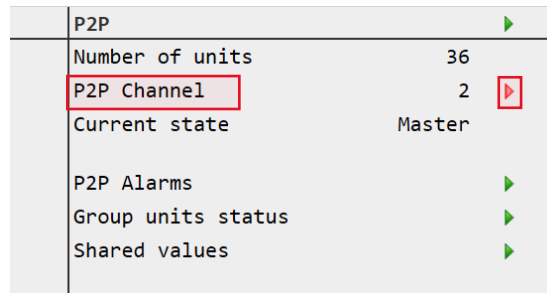 P2P
Number of units 36
P2P Channel 2
Current state Master
P2P Alarms
Group units status
Shared values